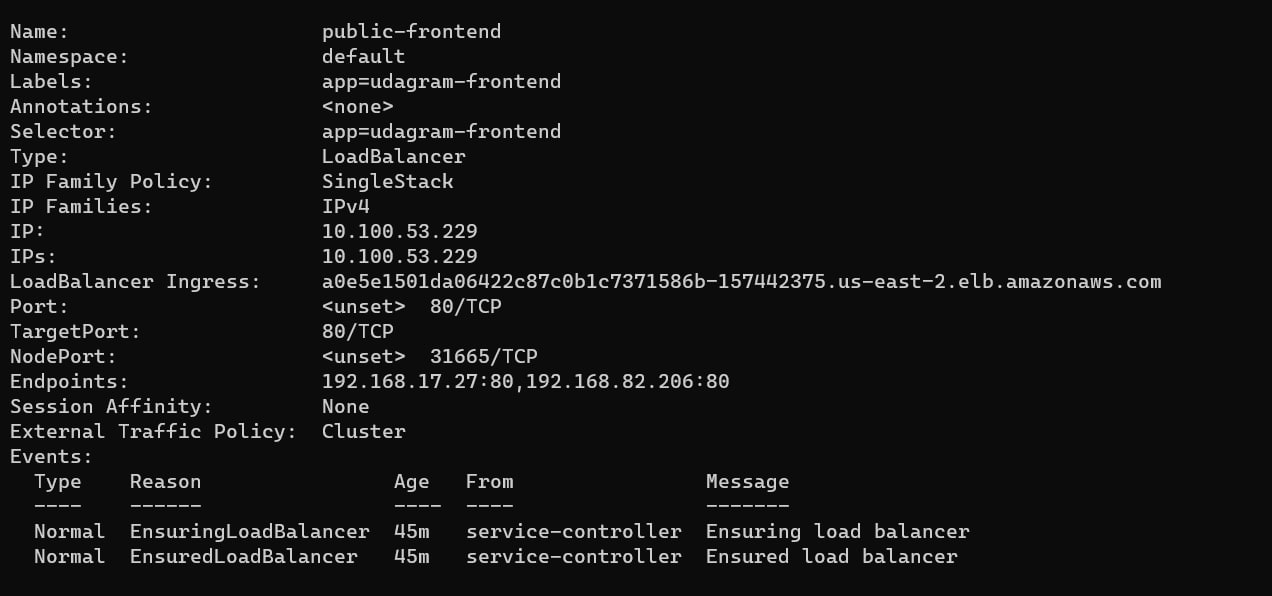 Name:                     public-frontend
Namespace:                default
Labels:                   app=udagram-frontend
Annotations:              <none>
Selector:                 app=udagram-frontend
Type:                     LoadBalancer
IP Family Policy:         SingleStack
IP Families:              IPv4
IP:                       10.100.53.229
IPs:                      10.100.53.229
LoadBalancer Ingress:     a0e5e1501da06422c87c0b1c7371586b-157442375.us-east-2.elb.amazonaws.com
Port:                     <unset>  80/TCP
TargetPort:               80/TCP
NodePort:                 <unset>  31665/TCP
Endpoints:                192.168.17.27:80,192.168.82.206:80
Session Affinity:         None
External Traffic Policy:  Cluster
Events:
  Type    Reason                Age   From                Message
  ----    ------                ----  ----                -------
  Normal  EnsuringLoadBalancer  45m   service-controller  Ensuring load balancer
  Normal  EnsuredLoadBalancer   45m   service-controller  Ensured load balancer